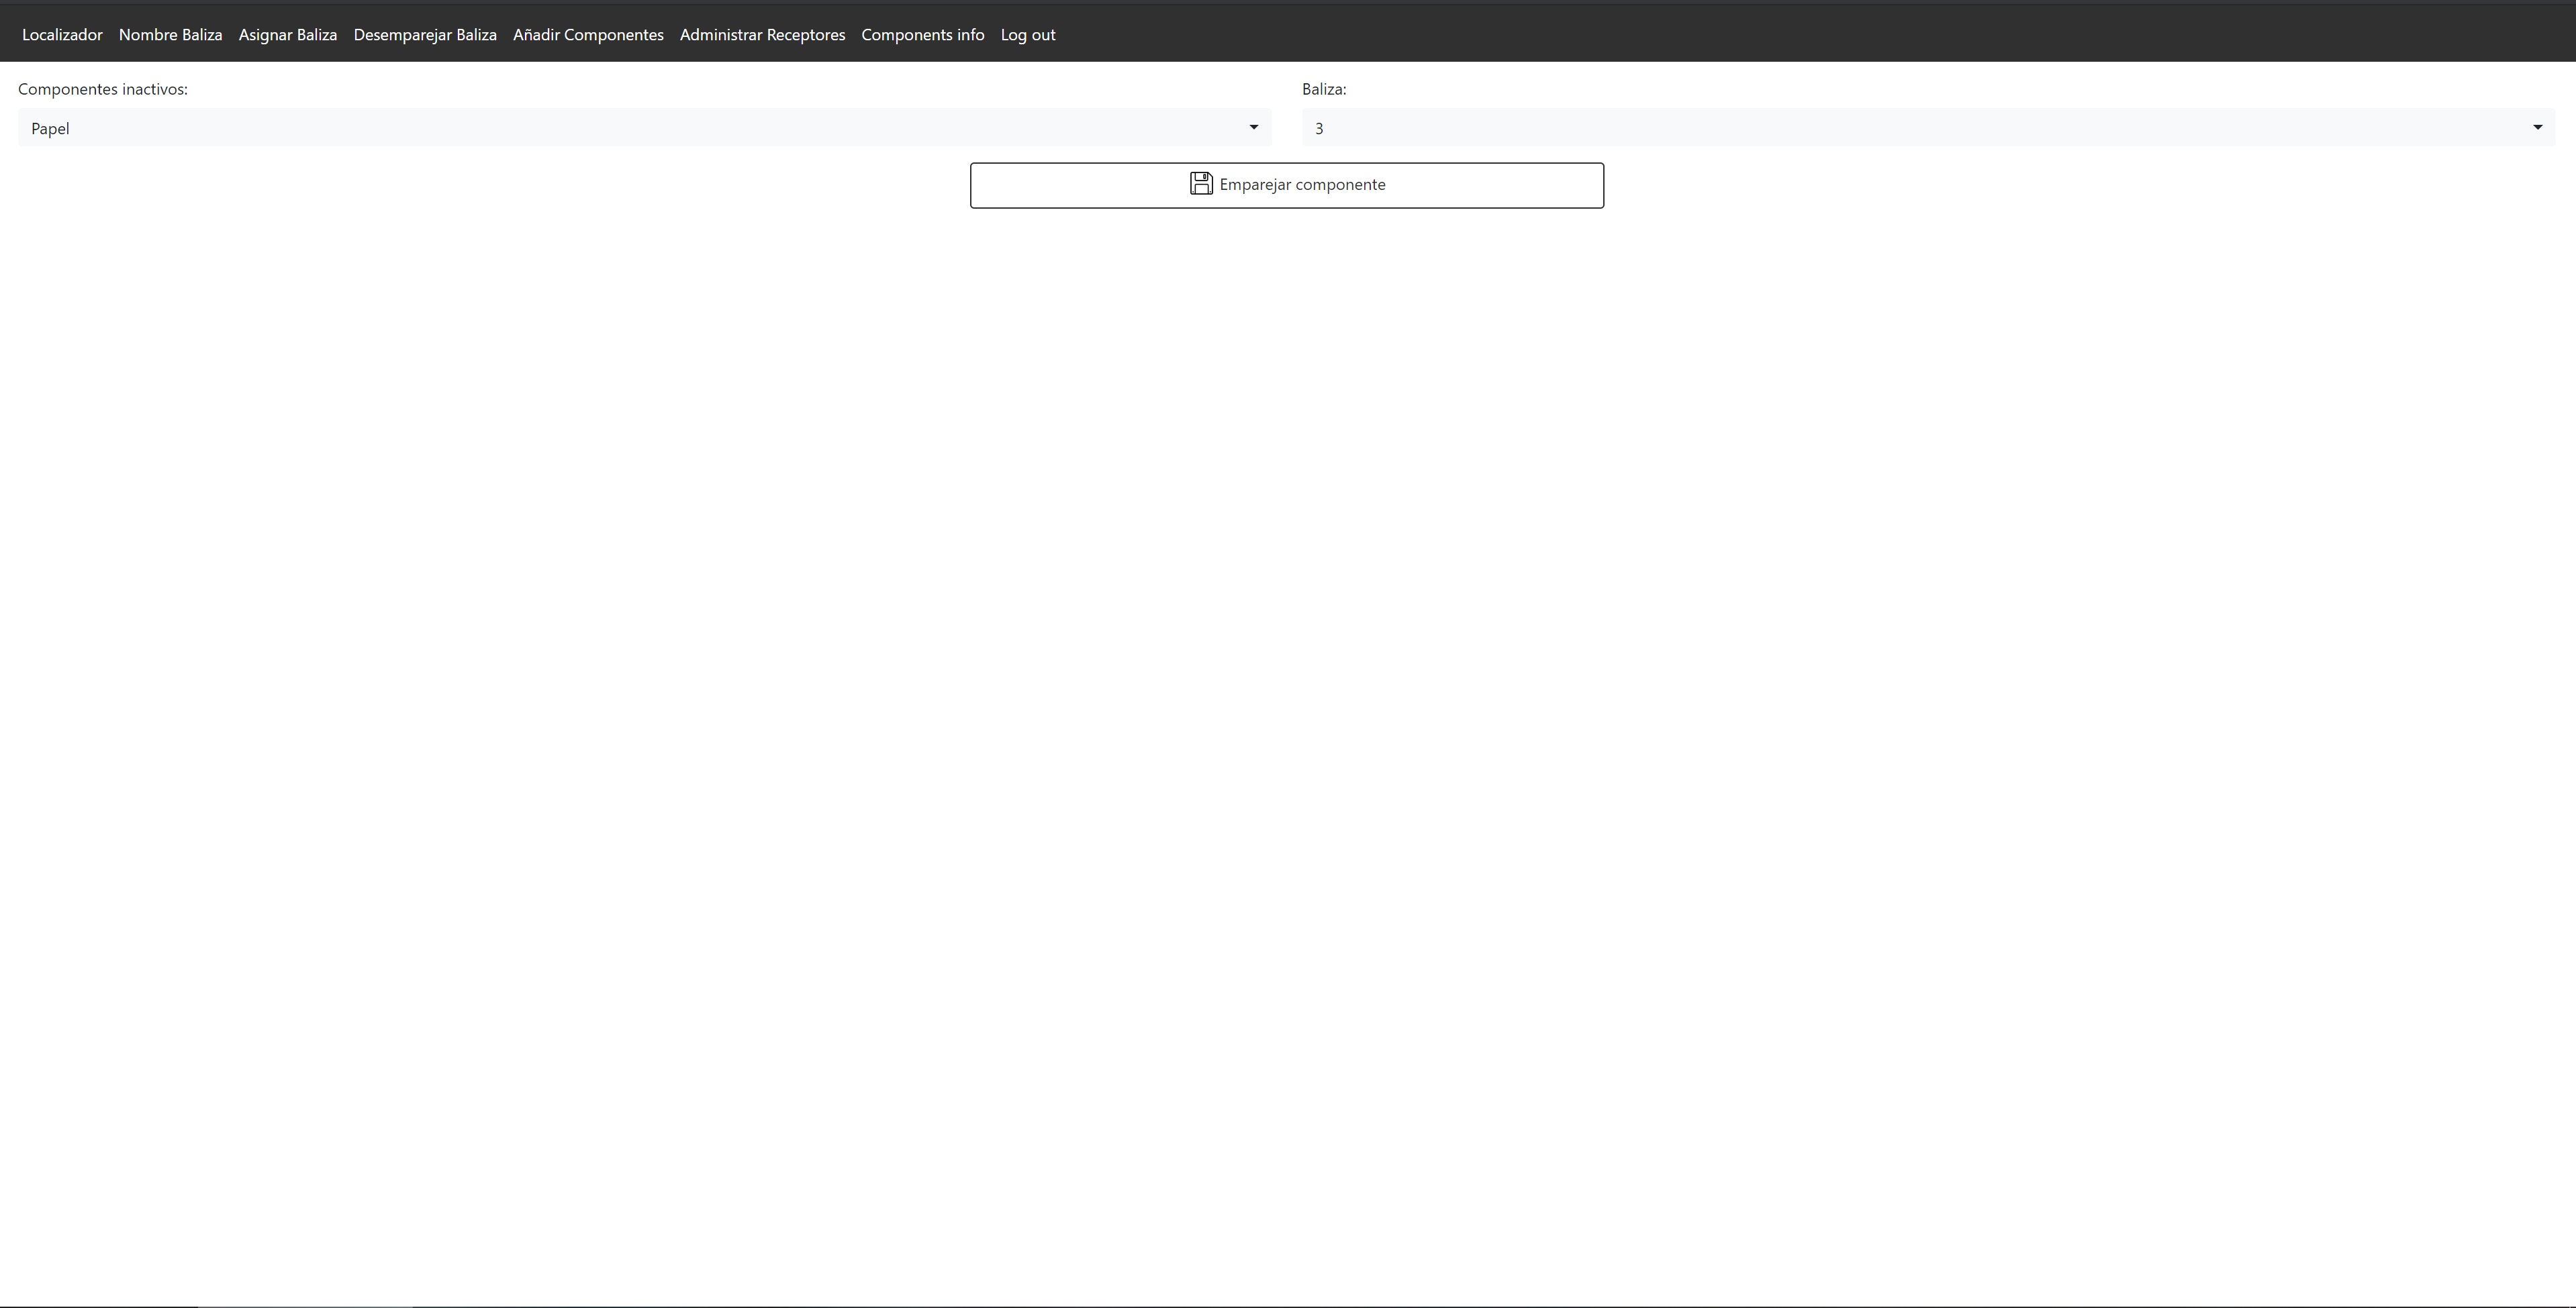 Localizador Nombre Baliza Asignar Baliza Desemparejar Baliza Añadir Componentes Administrar Receptores Components info Log out
Componentes inactivos: Baliza:
Papel 3
Emparejar componente